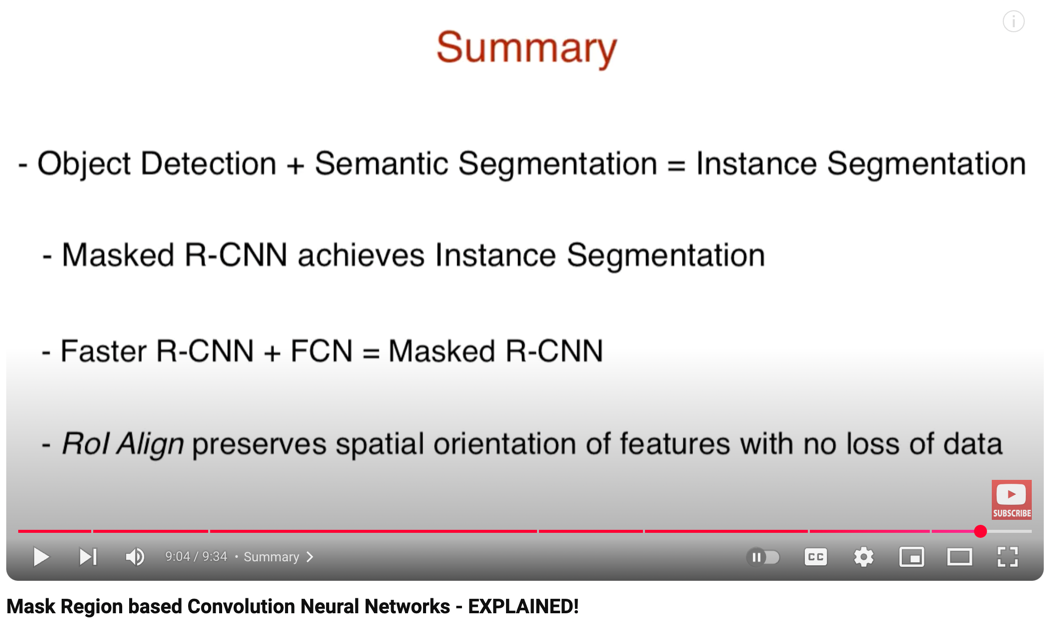 Summary
- Object Detection + Semantic Segmentation = Instance Segmentation
- Masked R-CNN achieves Instance Segmentation
- Faster R-CNN + FCN = Masked R-CNN
- RoI Align preserves spatial orientation of features with no loss of data
SUBSCRIBE
9:04 / 9:34 • Summary
CC
Mask Region based Convolution Neural Networks - EXPLAINED!